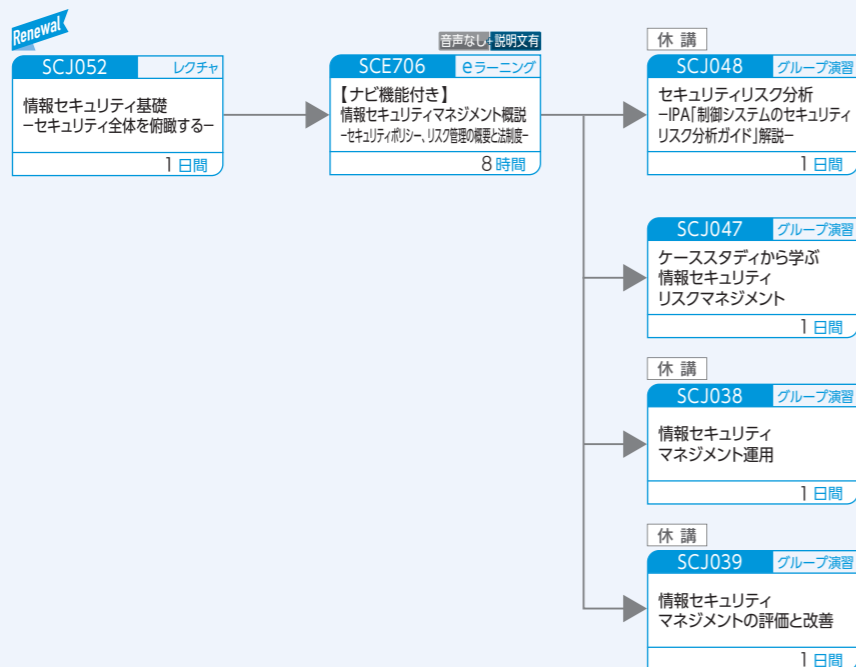 Renewal
SCJ052 レクチャ
情報セキュリティ基礎
−セキュリティ全体を俯瞰する−
1日間
音声なし+説明文有
SCE706 eラーニング
【ナビ機能付き】
情報セキュリティマネジメント概説
−セキュリティポリシー、リスク管理の概要と法制度−
8時間
休 講
SCJ048 グループ演習
セキュリティリスク分析
−IPA「制御システムのセキュリティ
リスク分析ガイド」解説−
1日間
SCJ047 グループ演習
ケーススタディから学ぶ
情報セキュリティ
リスクマネジメント
1日間
休 講
SCJ038 グループ演習
情報セキュリティ
マネジメント運用
1日間
休 講
SCJ039 グループ演習
情報セキュリティ
マネジメントの評価と改善
1日間